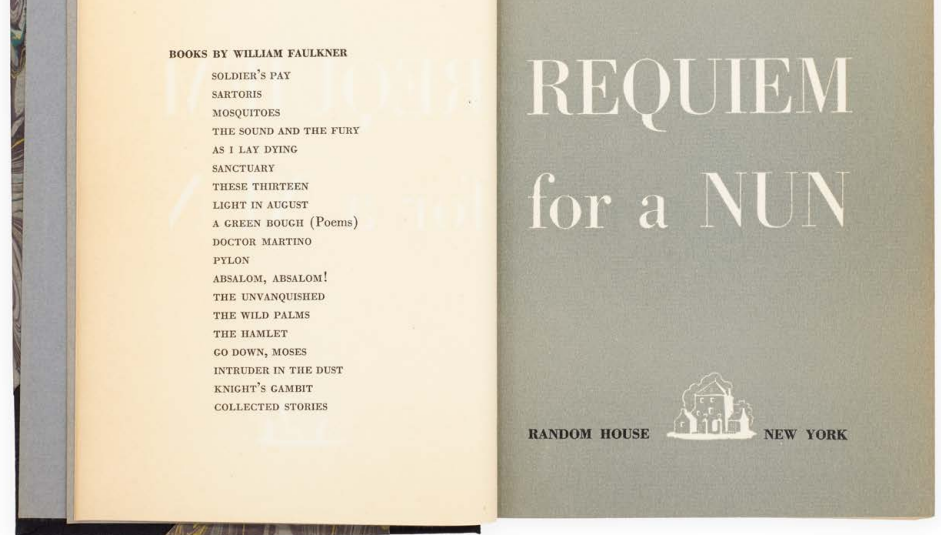 BOOKS BY WILLIAM FAULKNER
SOLDIER'S PAY
SARTORIS
MOSQUITOES
THE SOUND AND THE FURY
AS I LAY DYING
SANCTUARY
THESE THIRTEEN
LIGHT IN AUGUST
A GREEN BOUGH (Poems)
DOCTOR MARTINO
PYLON
ABSALOM, ABSALOM!
THE UNVANQUISHED
THE WILD PALMS
THE HAMLET
GO DOWN, MOSES
INTRUDER IN THE DUST
KNIGHT'S GAMBIT
COLLECTED STORIES
REQUIEM
for a NUN
RANDOM HOUSE NEW YORK